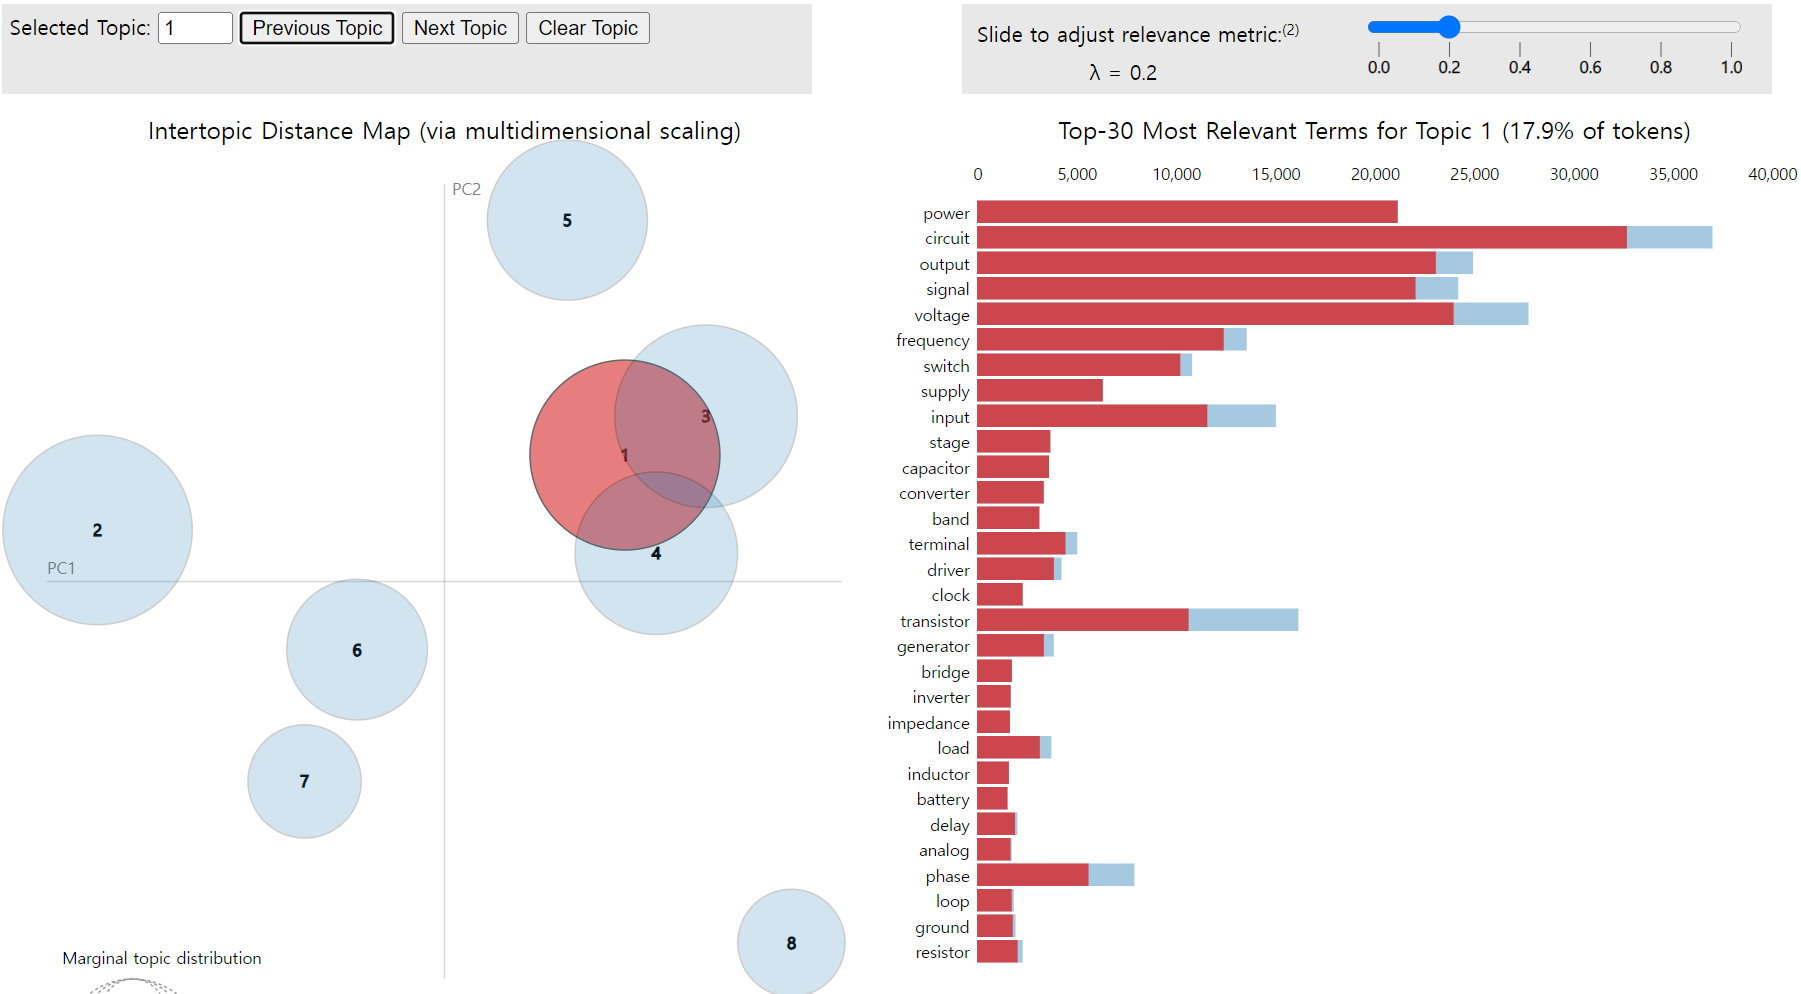 Selected Topic: 1 Previous Topic Next Topic Clear Topic
Slide to adjust relevance metric:(2)
λ = 0.2
0.0 0.2 0.4 0.6 0.8 1.0
Intertopic Distance Map (via multidimensional scaling)
PC2
5
3
1
4
2
PC1
6
7
8
Marginal topic distribution
Top-30 Most Relevant Terms for Topic 1 (17.9% of tokens)
0 5,000 10,000 15,000 20,000 25,000 30,000 35,000 40,000
power
circuit
output
signal
voltage
frequency
switch
supply
input
stage
capacitor
converter
band
terminal
driver
clock
transistor
generator
bridge
inverter
impedance
load
inductor
battery
delay
analog
phase
loop
ground
resistor